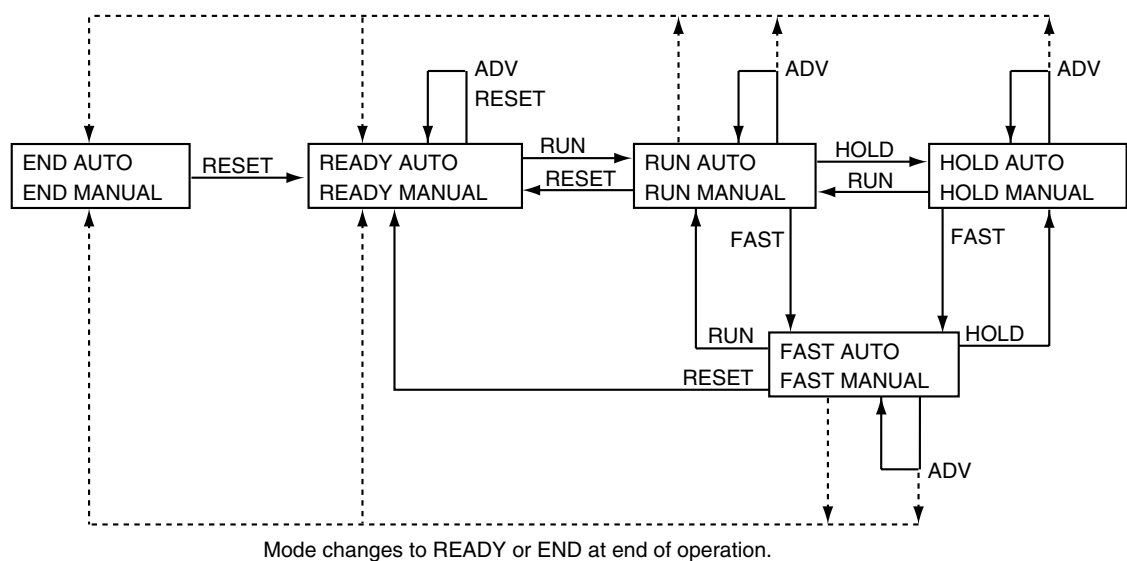 ADV
RESET
ADV
ADV
END AUTO
END MANUAL
RESET
READY AUTO
READY MANUAL
RUN
RESET
RUN AUTO
RUN MANUAL
HOLD
RUN
HOLD AUTO
HOLD MANUAL
FAST
FAST
RUN
RESET
FAST AUTO
FAST MANUAL
HOLD
ADV
Mode changes to READY or END at end of operation.